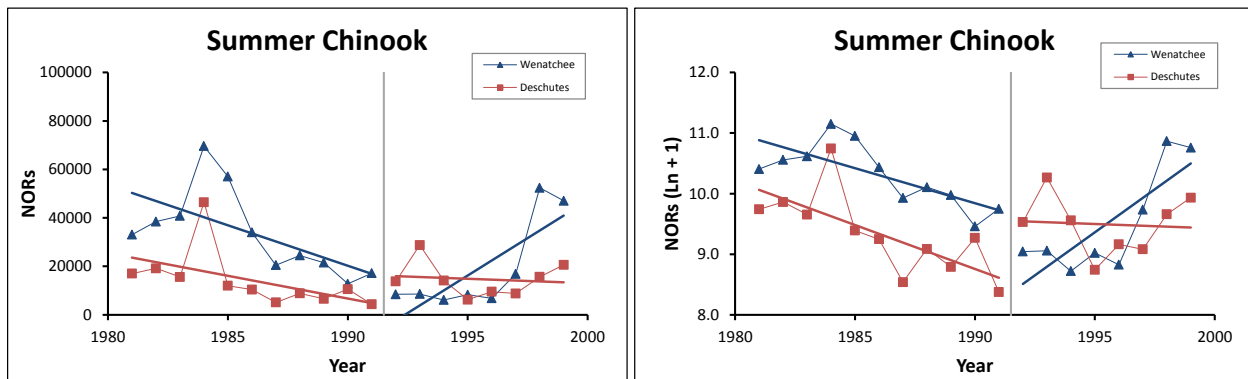 Summer Chinook
100000
80000
60000
40000
20000
0
NORs
1980
1985
1990
1995
2000
Year
Wenatchee
Deschutes
Summer Chinook
12.0
11.0
10.0
9.0
8.0
NORs (Ln + 1)
1980
1985
1990
1995
2000
Year
Wenatchee
Deschutes